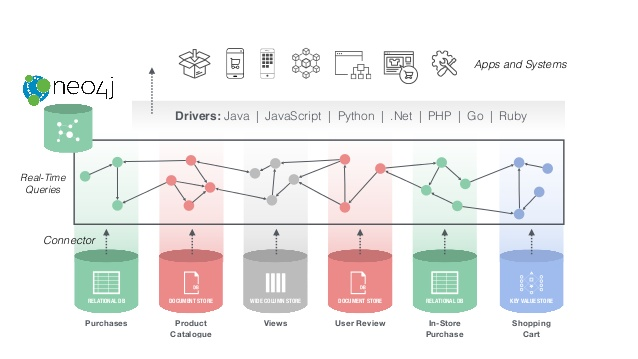 Apps and Systems
neo4j
Drivers: Java | JavaScript | Python | .Net | PHP | Go | Ruby
Real-Time
Queries
Connector
RELATIONAL DB
DB
DOCUMENT STORE
WIDE COLUMN STORE
DB
DOCUMENT STORE
RELATIONAL DB
KEY VALUE STORE
Purchases
Product
Catalogue
Views
User Review
In-Store
Purchase
Shopping
Cart